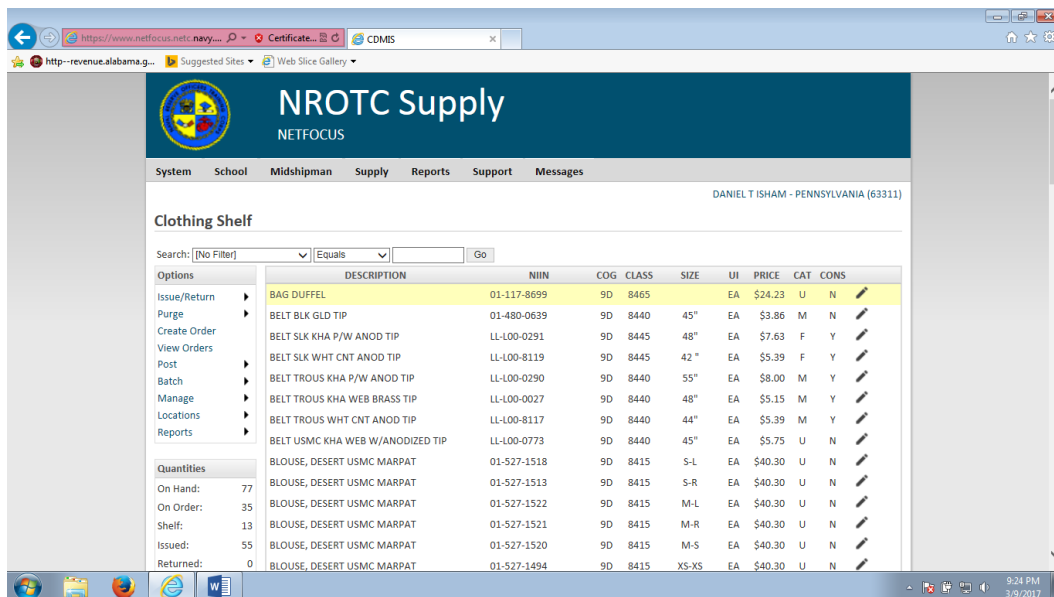 https://www.netfocus.netc.navy.... Certificate... CDMIS
http--revenue.alabama.g... Suggested Sites Web Slice Gallery
NROTC Supply
NETFOCUS
System School Midshipman Supply Reports Support Messages
DANIEL T ISHAM - PENNSYLVANIA (63311)
Clothing Shelf
Search: [No Filter] Equals Go
Options
Issue/Return
Purge
Create Order
View Orders
Post
Batch
Manage
Locations
Reports
Quantities
On Hand: 77
On Order: 35
Shelf: 13
Issued: 55
Returned: 0
DESCRIPTION NIIN COG CLASS SIZE UI PRICE CAT CONS
BAG DUFFEL 01-117-8699 9D 8465 EA $24.23 U N
BELT BLK GLD TIP 01-480-0639 9D 8440 45" EA $3.86 M N
BELT SLK KHA P/W ANOD TIP LL-L00-0291 9D 8445 48" EA $7.63 F Y
BELT SLK WHT CNT ANOD TIP LL-L00-8119 9D 8445 42 " EA $5.39 F Y
BELT TROUS KHA P/W ANOD TIP LL-L00-0290 9D 8440 55" EA $8.00 M Y
BELT TROUS KHA WEB BRASS TIP LL-L00-0027 9D 8440 48" EA $5.15 M Y
BELT TROUS WHT CNT ANOD TIP LL-L00-8117 9D 8440 44" EA $5.39 M Y
BELT USMC KHA WEB W/ANODIZED TIP LL-L00-0773 9D 8440 45" EA $5.75 U N
BLOUSE, DESERT USMC MARPAT 01-527-1518 9D 8415 S-L EA $40.30 U N
BLOUSE, DESERT USMC MARPAT 01-527-1513 9D 8415 S-R EA $40.30 U N
BLOUSE, DESERT USMC MARPAT 01-527-1522 9D 8415 M-L EA $40.30 U N
BLOUSE, DESERT USMC MARPAT 01-527-1521 9D 8415 M-R EA $40.30 U N
BLOUSE, DESERT USMC MARPAT 01-527-1520 9D 8415 M-S EA $40.30 U N
BLOUSE, DESERT USMC MARPAT 01-527-1494 9D 8415 XS-XS EA $40.30 U N
9:24 PM
3/9/2017